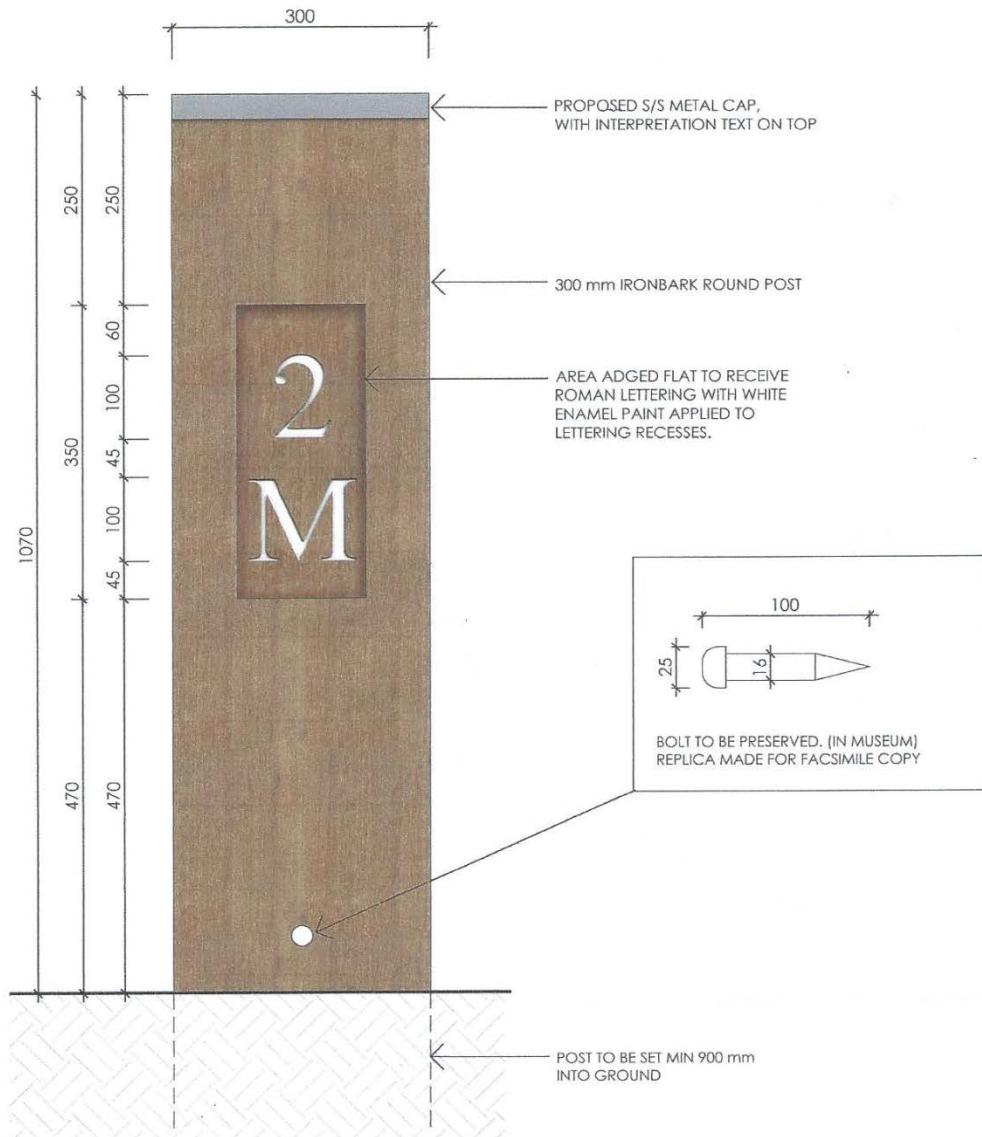 300
PROPOSED S/S METAL CAP,
WITH INTERPRETATION TEXT ON TOP
250
250
300 mm IRONBARK ROUND POST
60
AREA ADGED FLAT TO RECEIVE
ROMAN LETTERING WITH WHITE
ENAMEL PAINT APPLIED TO
LETTERING RECESSES.
2
100
350
45
M
100
1070
45
100
25
16
BOLT TO BE PRESERVED. (IN MUSEUM)
REPLICA MADE FOR FACSIMILE COPY
470
470
POST TO BE SET MIN 900 mm
INTO GROUND